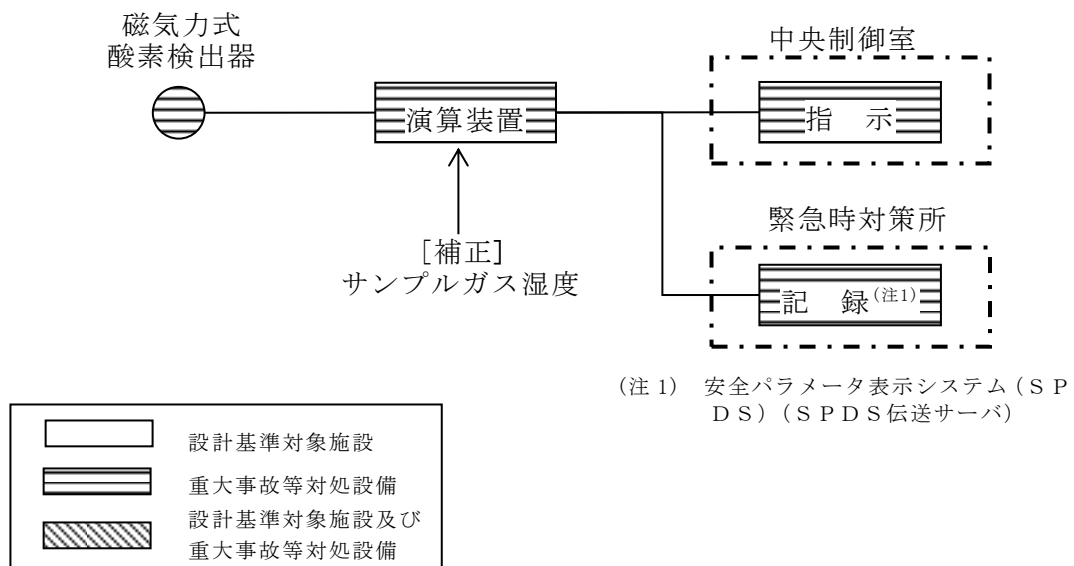 磁気力式
酸素検出器
演算装置
中央制御室
指　示
緊急時対策所
記　録(注1)
[補正]
サンプルガス湿度
(注 1)　安全パラメータ表示システム(ＳＰ
ＤＳ)(ＳＰＤＳ伝送サーバ)
設計基準対象施設
重大事故等対処設備
設計基準対象施設及び
重大事故等対処設備